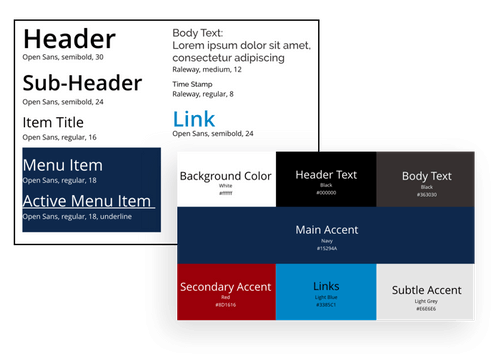 Header
Open Sans, semibold, 30
Sub-Header
Open Sans, semibold, 24
Item Title
Open Sans, regular, 16
Menu Item
Open Sans, regular, 18
Active Menu Item
Open Sans, regular, 18, underline
Body Text:
Lorem ipsum dolor sit amet,
consectetur adipiscing
Raleway, medium, 12
Time Stamp
Raleway, regular, 8
Link
Open Sans, semibold, 24
Background Color
White
#ffffff
Header Text
Black
#000000
Body Text
Black
#363030
Main Accent
Navy
#15294A
Secondary Accent
Red
#8D1616
Links
Light Blue
#3385C1
Subtle Accent
Light Grey
#E6E6E6